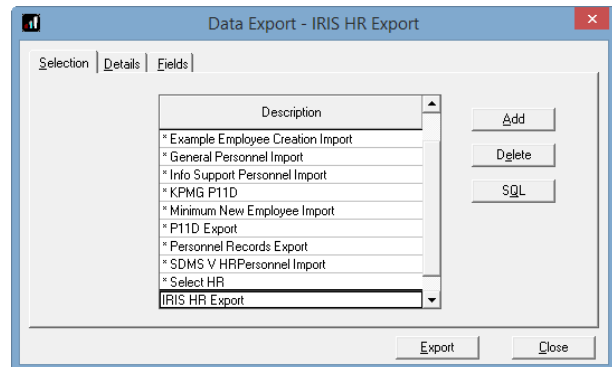 Data Export - IRIS HR Export
Selection
Details
Fields
Description
* Example Employee Creation Import
* General Personnel Import
* Info Support Personnel Import
* KPMG P11D
* Minimum New Employee Import
* P11D Export
* Personnel Records Export
* SDMS V HRPersonnel Import
* Select HR
IRIS HR Export
Add
Delete
SQL
Export
Close